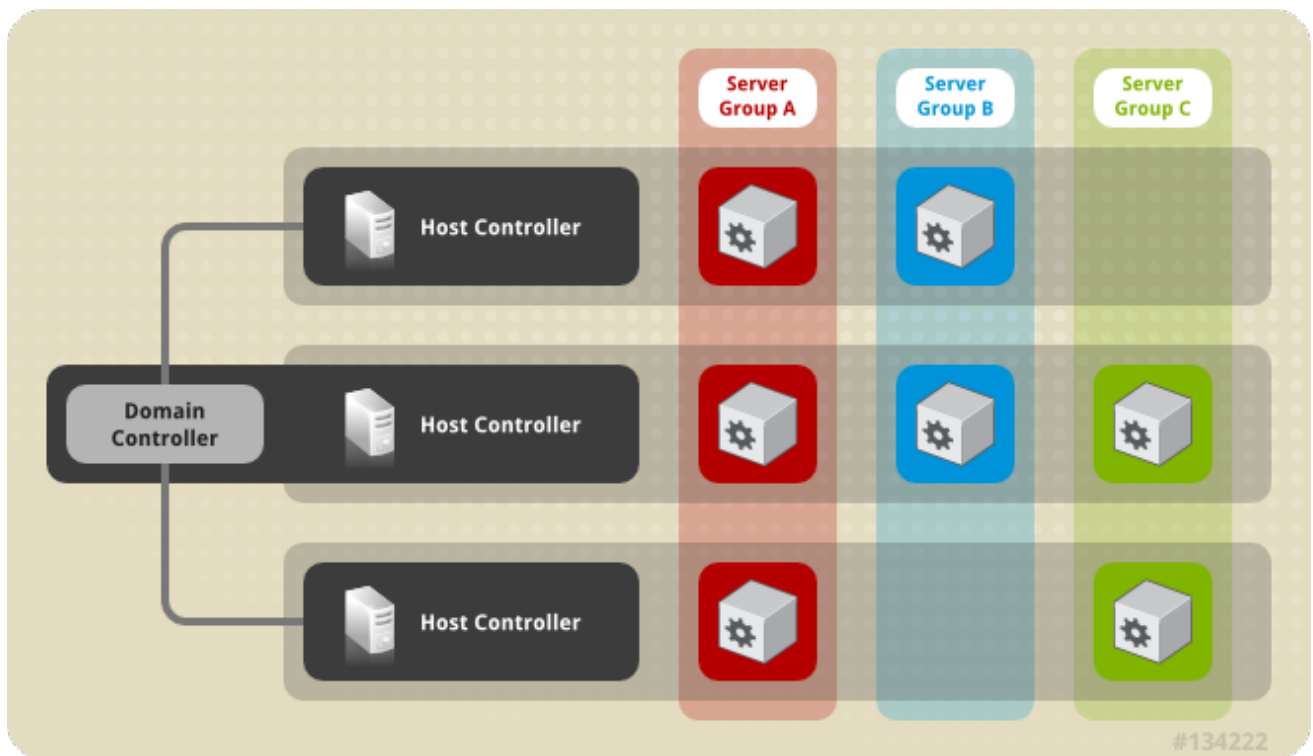 Server
Group A
Server
Group B
Server
Group C
Host Controller
Domain
Controller
Host Controller
Host Controller
#134222